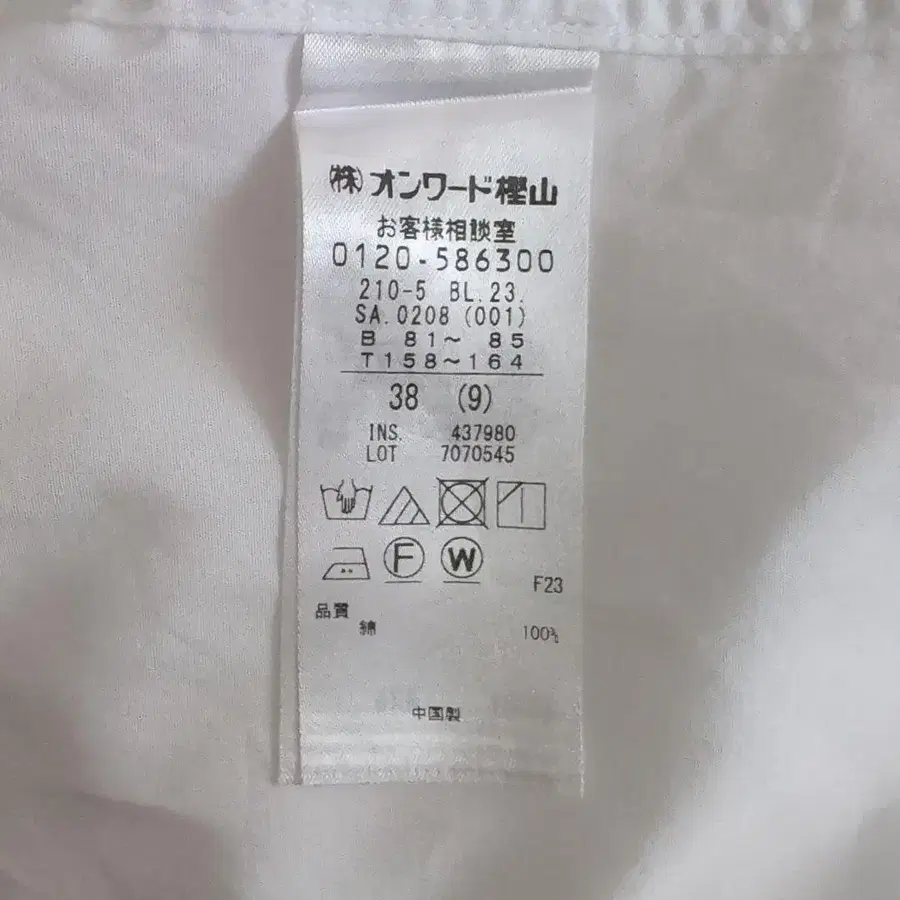 ㈱オンワード樫山
お客様相談室
0120-586300
210-5 BL.23.
SA.0208 (001)
B 81～ 85
T158～164
38 (9)
INS. 437980
LOT 7070545
F W
F23
品質
綿 100%
中国製